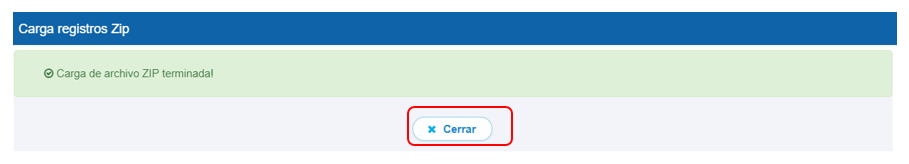 Carga registros Zip
Carga de archivo ZIP terminada!
Cerrar